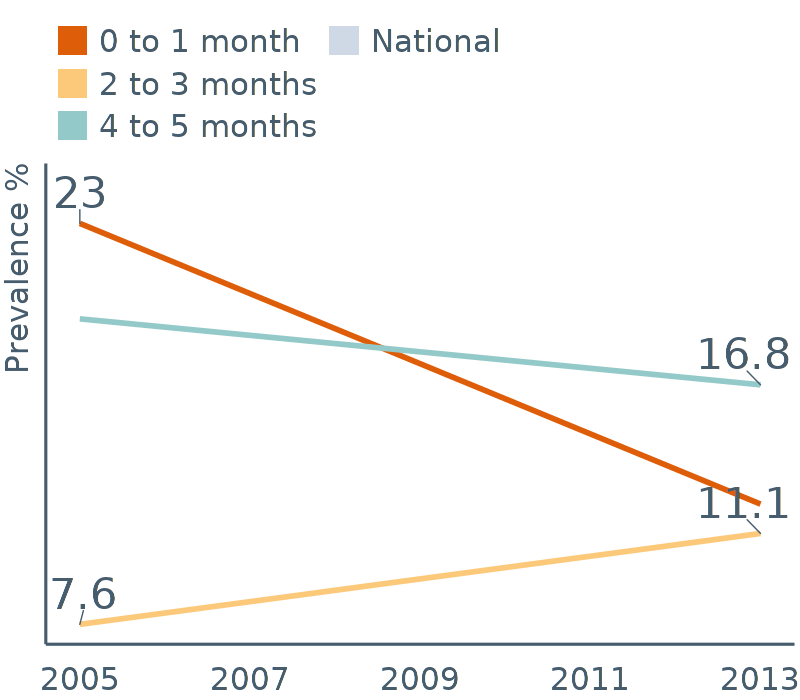 0 to 1 month National
2 to 3 months
4 to 5 months
Prevalence %
23
16.8
11.1
7.6
2005 2007 2009 2011 2013